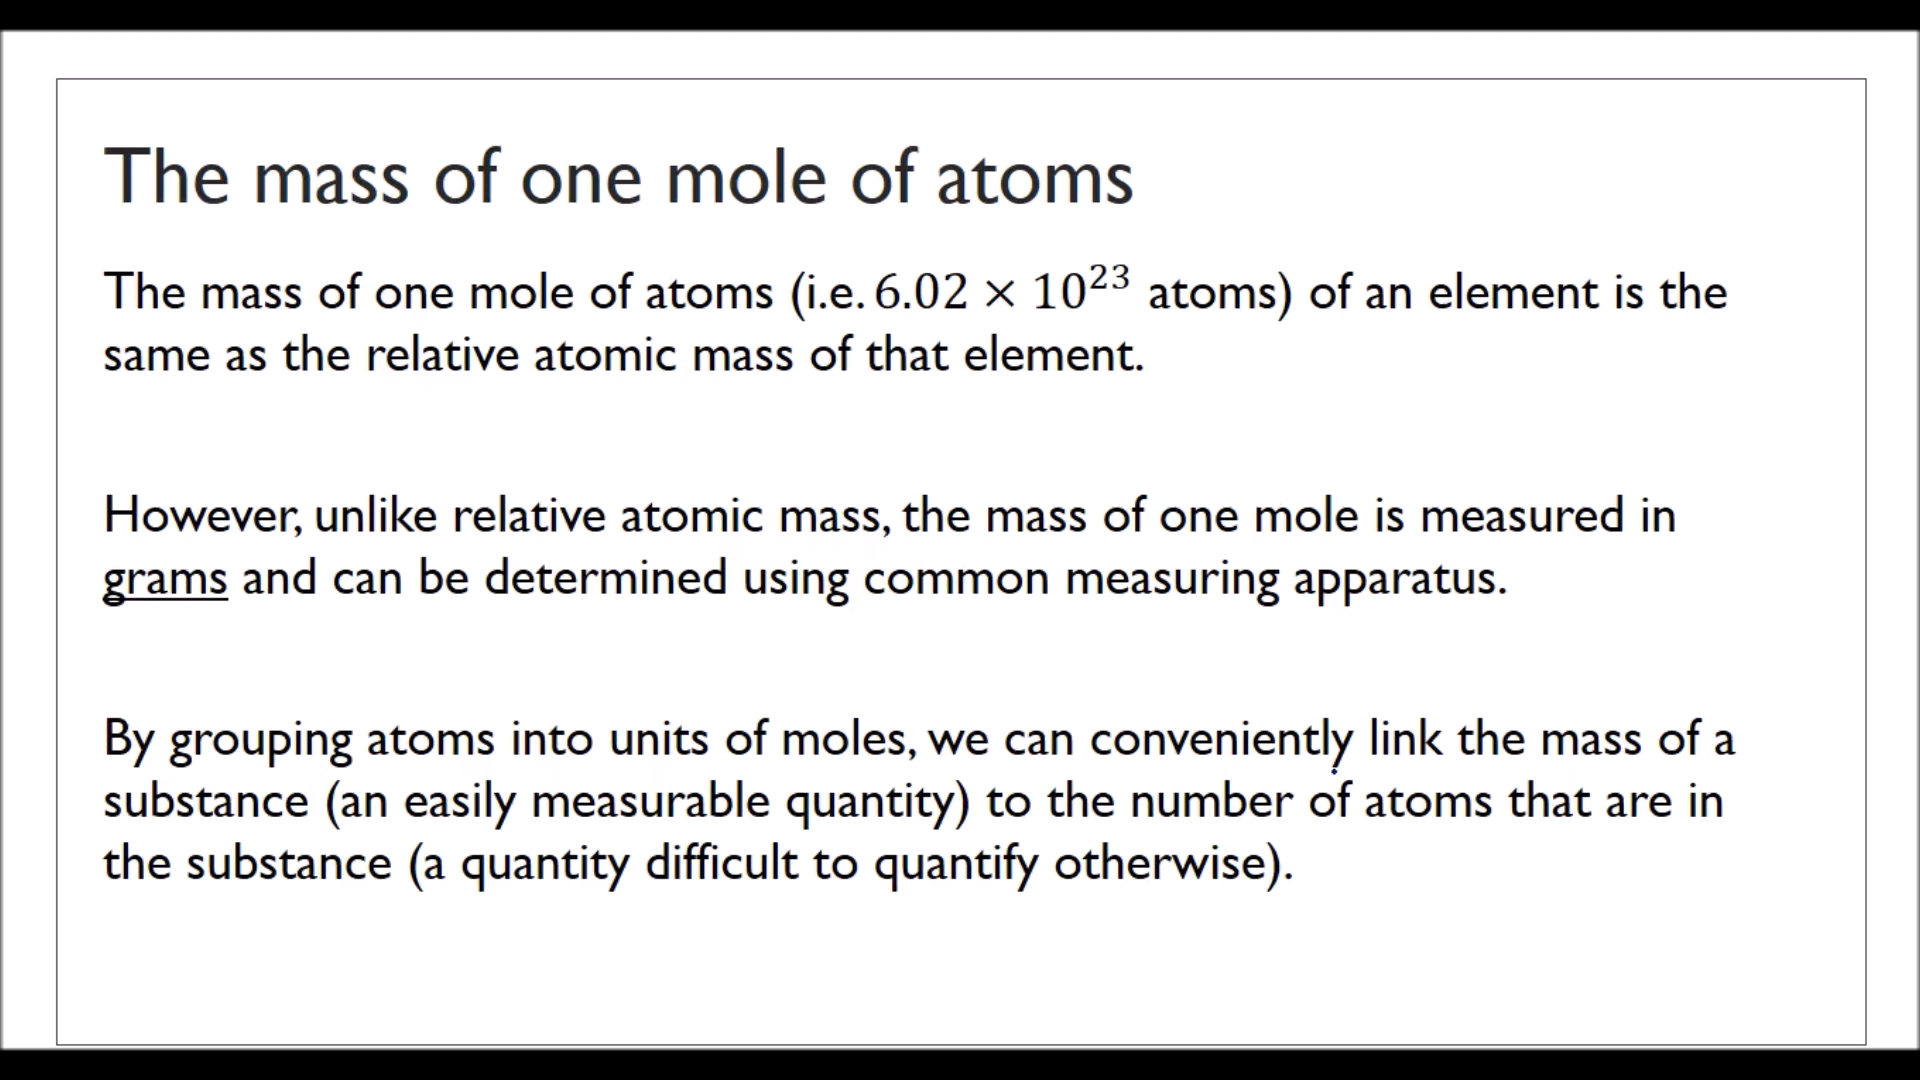 The mass of one mole of atoms
The mass of one mole of atoms (i.e. 6.02 × 10²³ atoms) of an element is the
same as the relative atomic mass of that element.
However, unlike relative atomic mass, the mass of one mole is measured in
grams and can be determined using common measuring apparatus.
By grouping atoms into units of moles, we can conveniently link the mass of a
substance (an easily measurable quantity) to the number of atoms that are in
the substance (a quantity difficult to quantify otherwise).